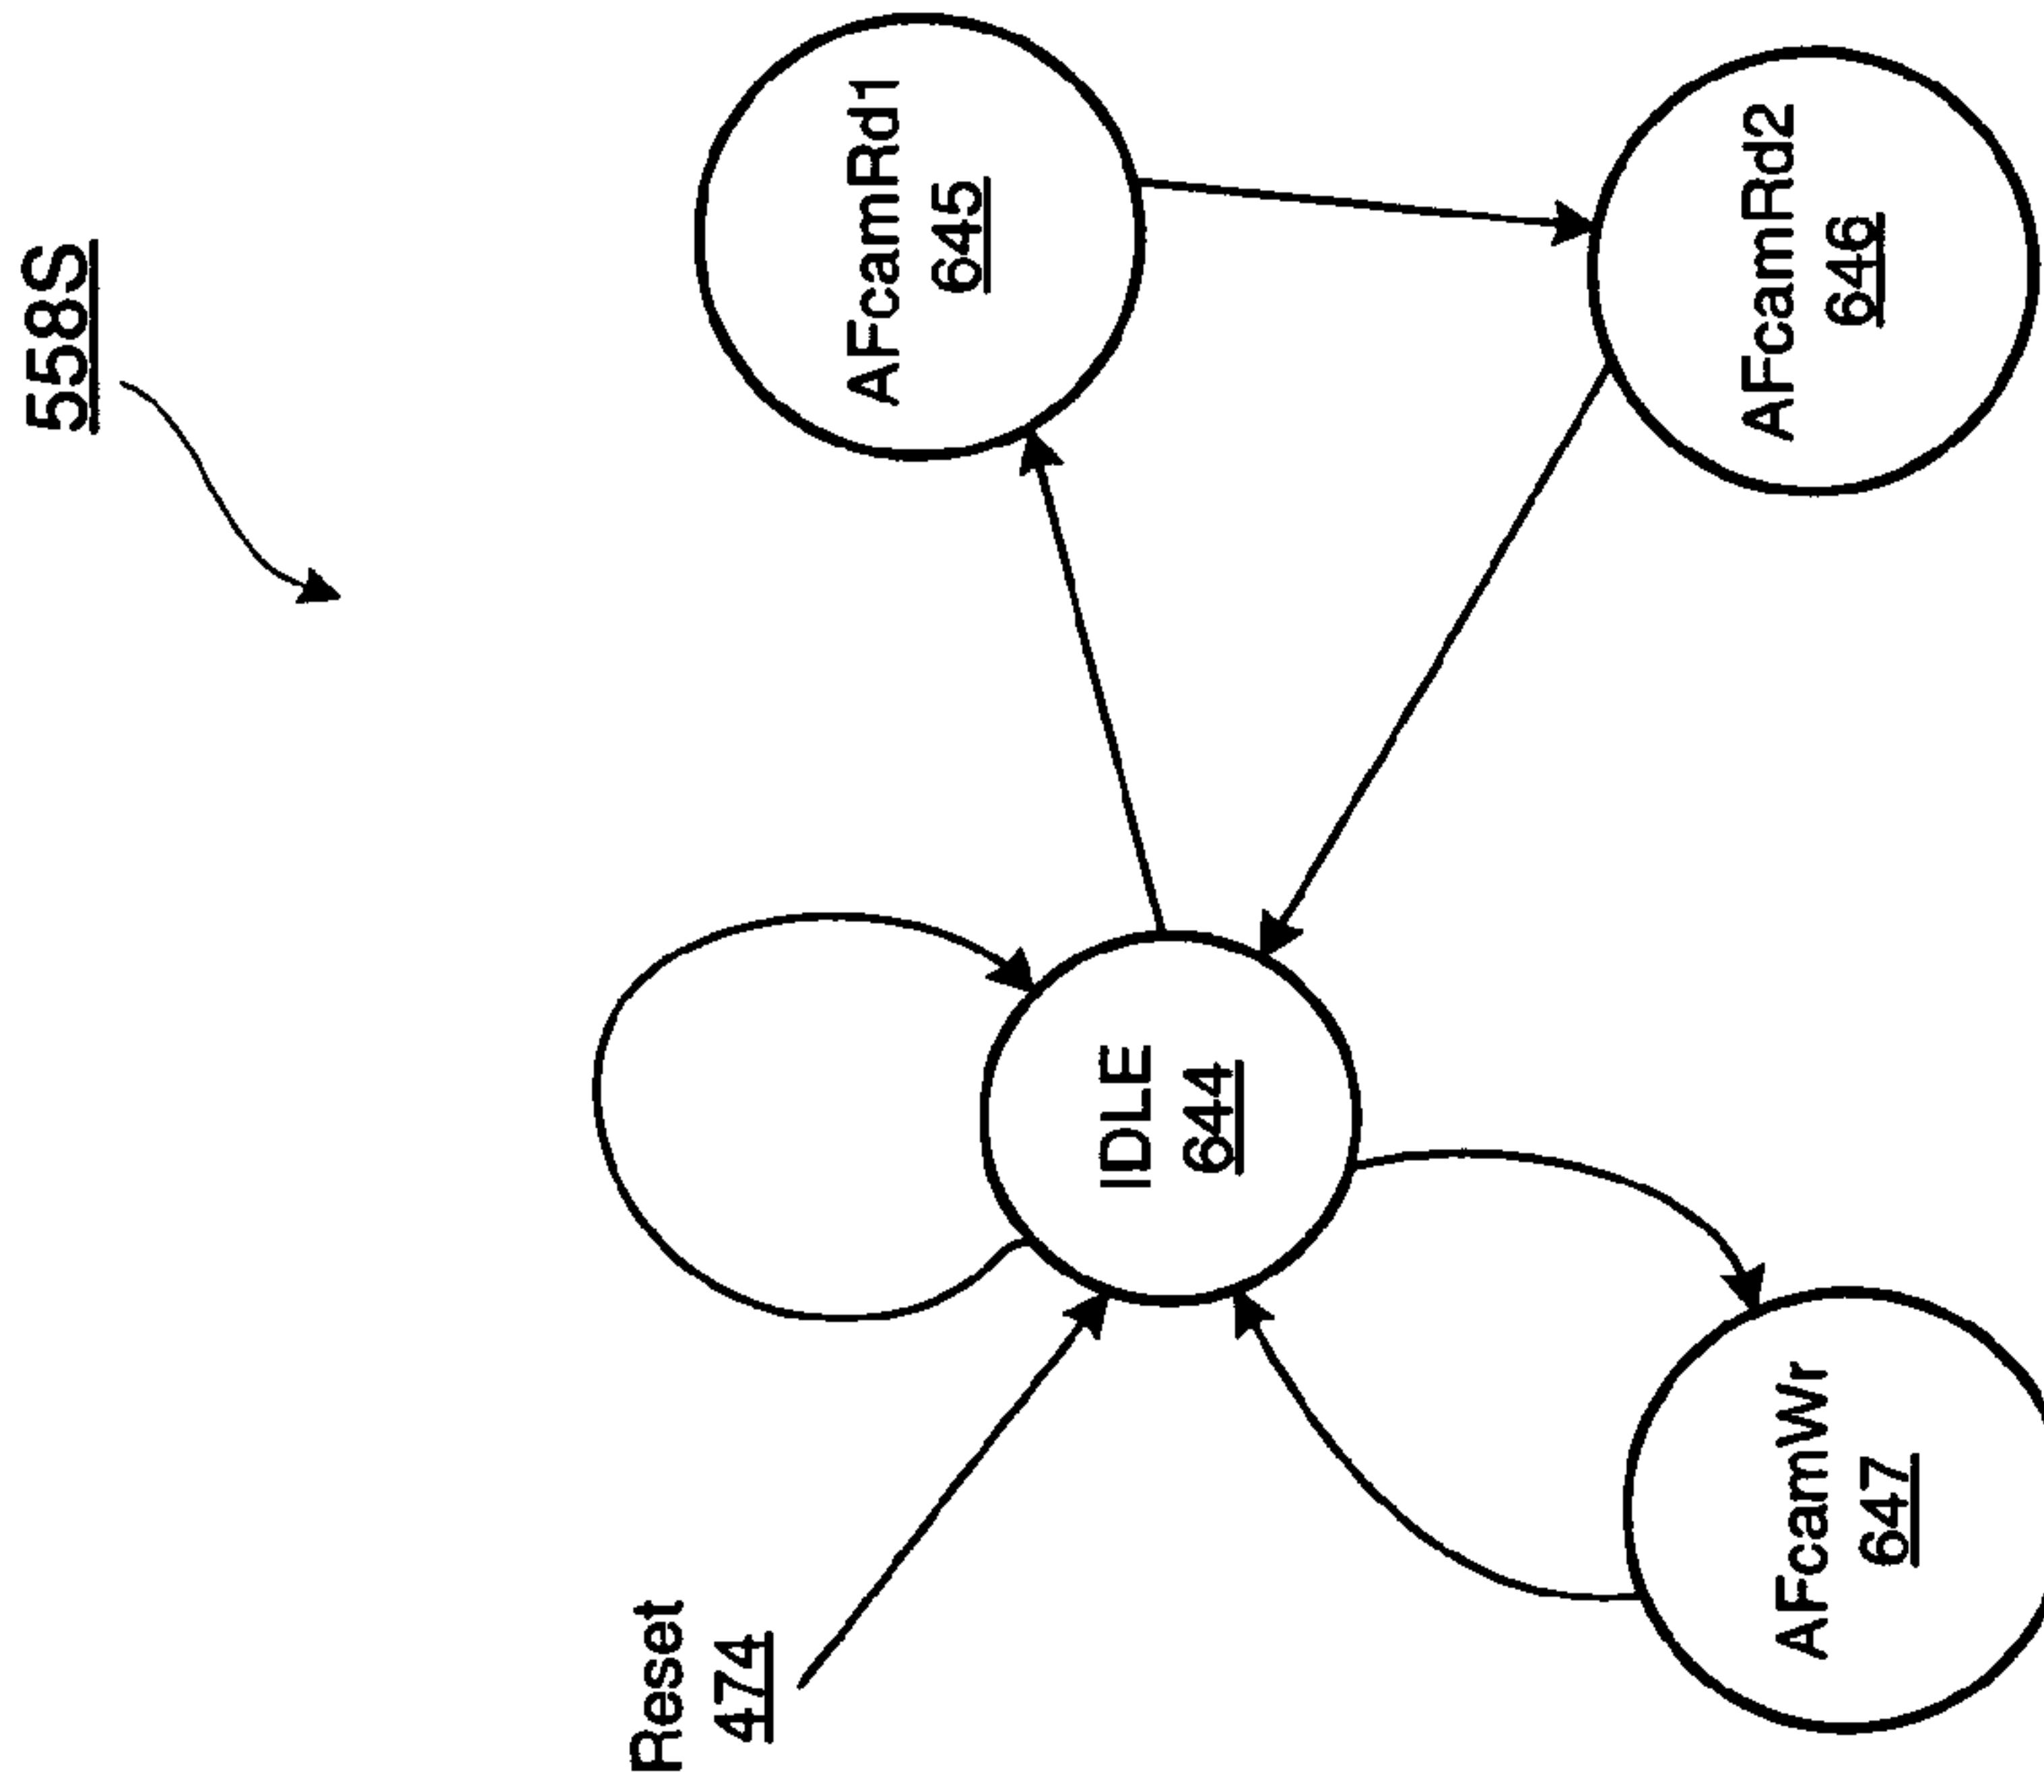 558S
AFcamRd1
645
AFcamRd2
646
IDLE
644
Reset
474
AFcamWr
647